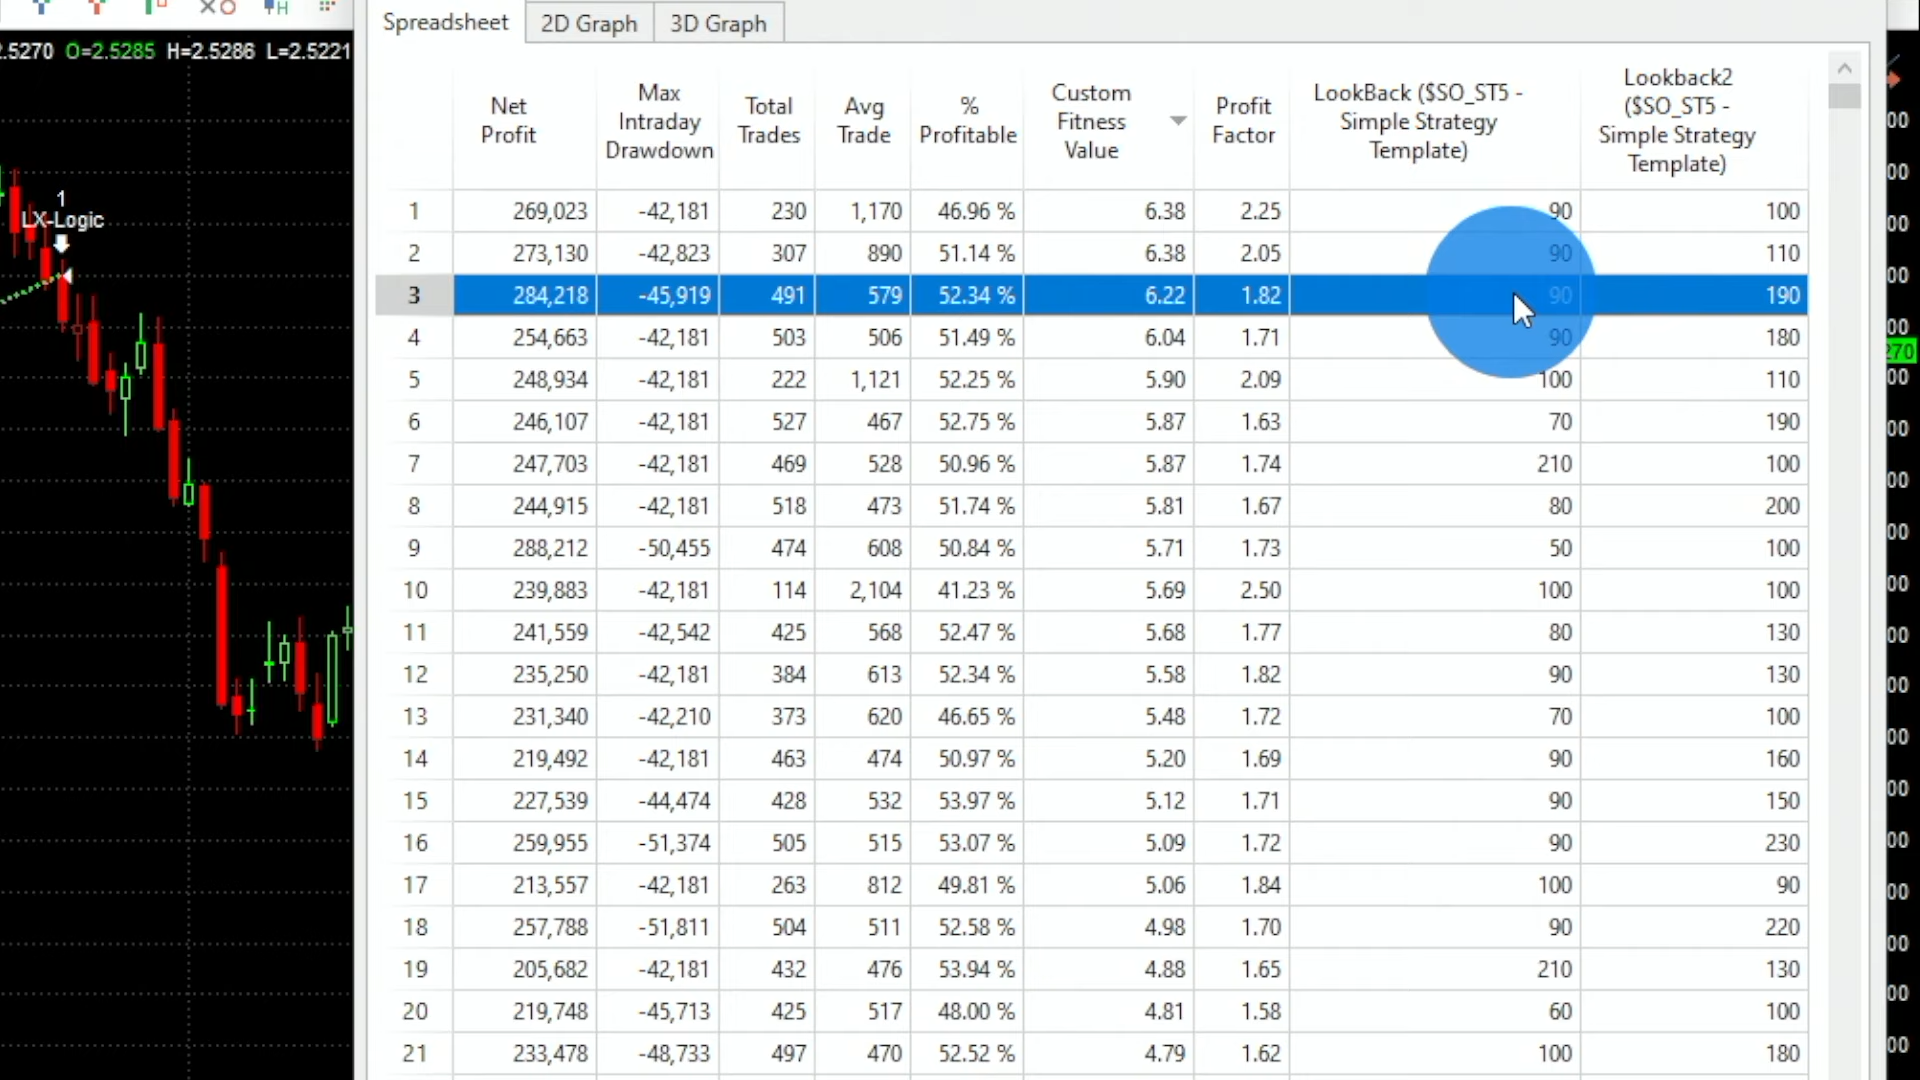 Spreadsheet 2D Graph 3D Graph
.5270 O=2.5285 H=2.5286 L=2.5221
1
LX-Logic
Net Profit Max Intraday Drawdown Total Trades Avg Trade % Profitable Custom Fitness Value Profit Factor LookBack ($SO_ST5 - Simple Strategy Template) Lookback2 ($SO_ST5 - Simple Strategy Template)
1 269,023 -42,181 230 1,170 46.96 % 6.38 2.25 90 100
2 273,130 -42,823 307 890 51.14 % 6.38 2.05 90 110
3 284,218 -45,919 491 579 52.34 % 6.22 1.82 90 190
4 254,663 -42,181 503 506 51.49 % 6.04 1.71 90 180
5 248,934 -42,181 222 1,121 52.25 % 5.90 2.09 100 110
6 246,107 -42,181 527 467 52.75 % 5.87 1.63 70 190
7 247,703 -42,181 469 528 50.96 % 5.87 1.74 210 100
8 244,915 -42,181 518 473 51.74 % 5.81 1.67 80 200
9 288,212 -50,455 474 608 50.84 % 5.71 1.73 50 100
10 239,883 -42,181 114 2,104 41.23 % 5.69 2.50 100 100
11 241,559 -42,542 425 568 52.47 % 5.68 1.77 80 130
12 235,250 -42,181 384 613 52.34 % 5.58 1.82 90 130
13 231,340 -42,210 373 620 46.65 % 5.48 1.72 70 100
14 219,492 -42,181 463 474 50.97 % 5.20 1.69 90 160
15 227,539 -44,474 428 532 53.97 % 5.12 1.71 90 150
16 259,955 -51,374 505 515 53.07 % 5.09 1.72 90 230
17 213,557 -42,181 263 812 49.81 % 5.06 1.84 100 90
18 257,788 -51,811 504 511 52.58 % 4.98 1.70 90 220
19 205,682 -42,181 432 476 53.94 % 4.88 1.65 210 130
20 219,748 -45,713 425 517 48.00 % 4.81 1.58 60 100
21 233,478 -48,733 497 470 52.52 % 4.79 1.62 100 180